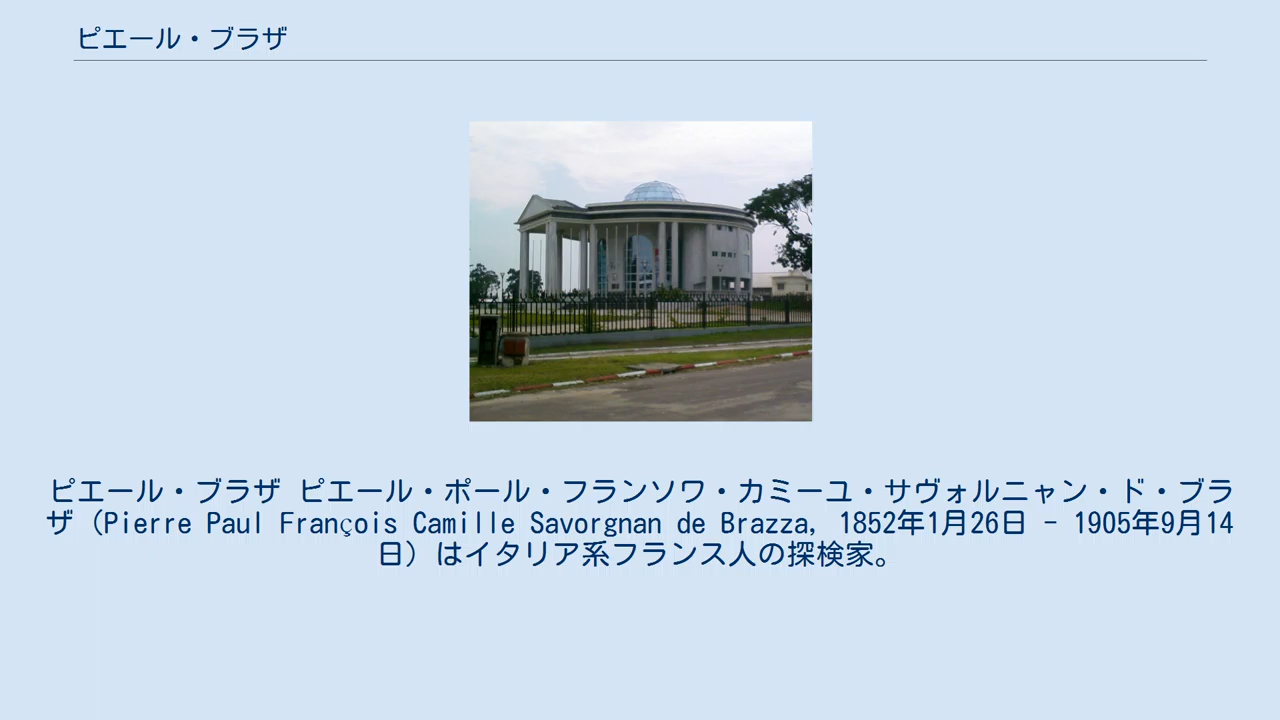 ピエール・ブラザ
ピエール・ブラザ ピエール・ポール・フランソワ・カミーユ・サヴォルニャン・ド・ブラ
ザ（Pierre Paul François Camille Savorgnan de Brazza, 1852年1月26日 - 1905年9月14
日）はイタリア系フランス人の探検家。